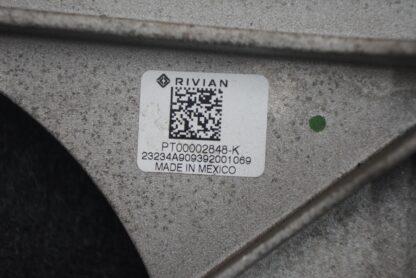 RIVIAN
PT00002848-K
23234A909392001069
MADE IN MEXICO